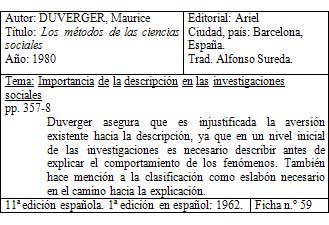 Autor: DUVERGER, Maurice
Título: Los métodos de las ciencias
sociales
Año: 1980
Editorial: Ariel
Ciudad, país: Barcelona,
España.
Trad. Alfonso Sureda.
Tema: Importancia de la descripción en las investigaciones
sociales
pp. 357-8
Duverger asegura que es injustificada la aversión
existente hacia la descripción, ya que en un nivel inicial
de las investigaciones es necesario describir antes de
explicar el comportamiento de los fenómenos. También
hace mención a la clasificación como eslabón necesario
en el camino hacia la explicación.
11ª edición española. 1ª edición en español: 1962.
Ficha n.º 59